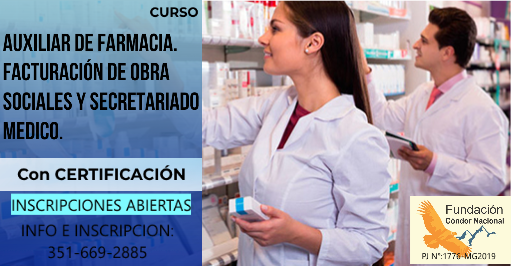 CURSO
AUXILIAR DE FARMACIA.
FACTURACIÓN DE OBRA
SOCIALES Y SECRETARIADO
MEDICO.
Con CERTIFICACIÓN
INSCRIPCIONES ABIERTAS
INFO E INSCRIPCION:
351-669-2885
Fundación
Condor Nacional
PJ N°:1776-MG2019